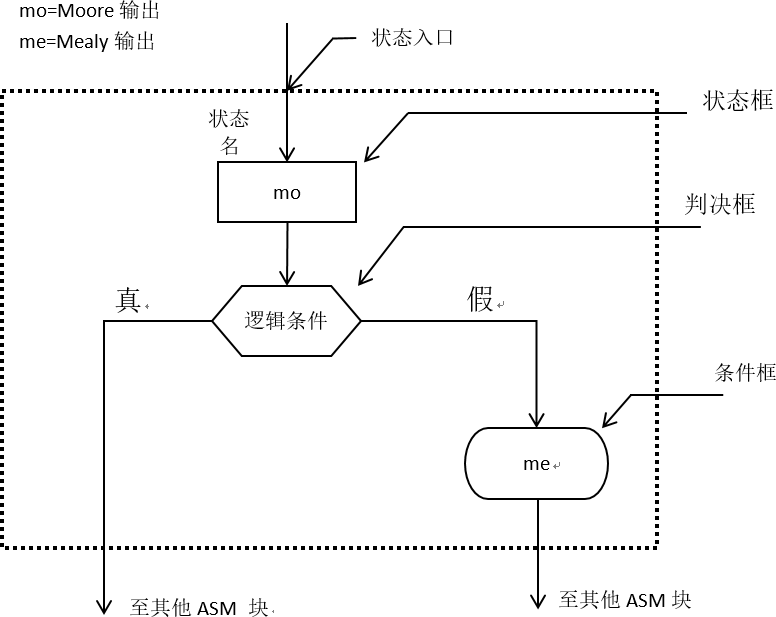 mo=Moore 输出
me=Mealy 输出
状态入口
状态框
状态
名
mo
判决框
真
假
逻辑条件
条件框
me
至其他 ASM 块
至其他 ASM 块